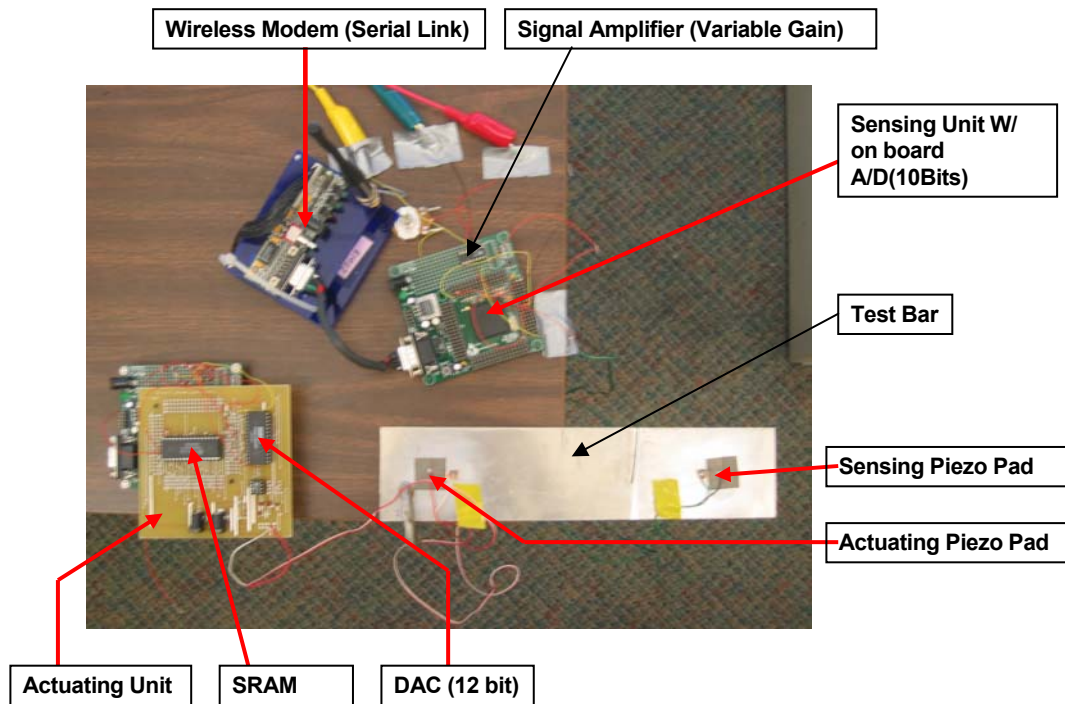 Wireless Modem (Serial Link)
Signal Amplifier (Variable Gain)
Sensing Unit W/
on board
A/D(10Bits)
Test Bar
Sensing Piezo Pad
Actuating Piezo Pad
Actuating Unit
SRAM
DAC (12 bit)